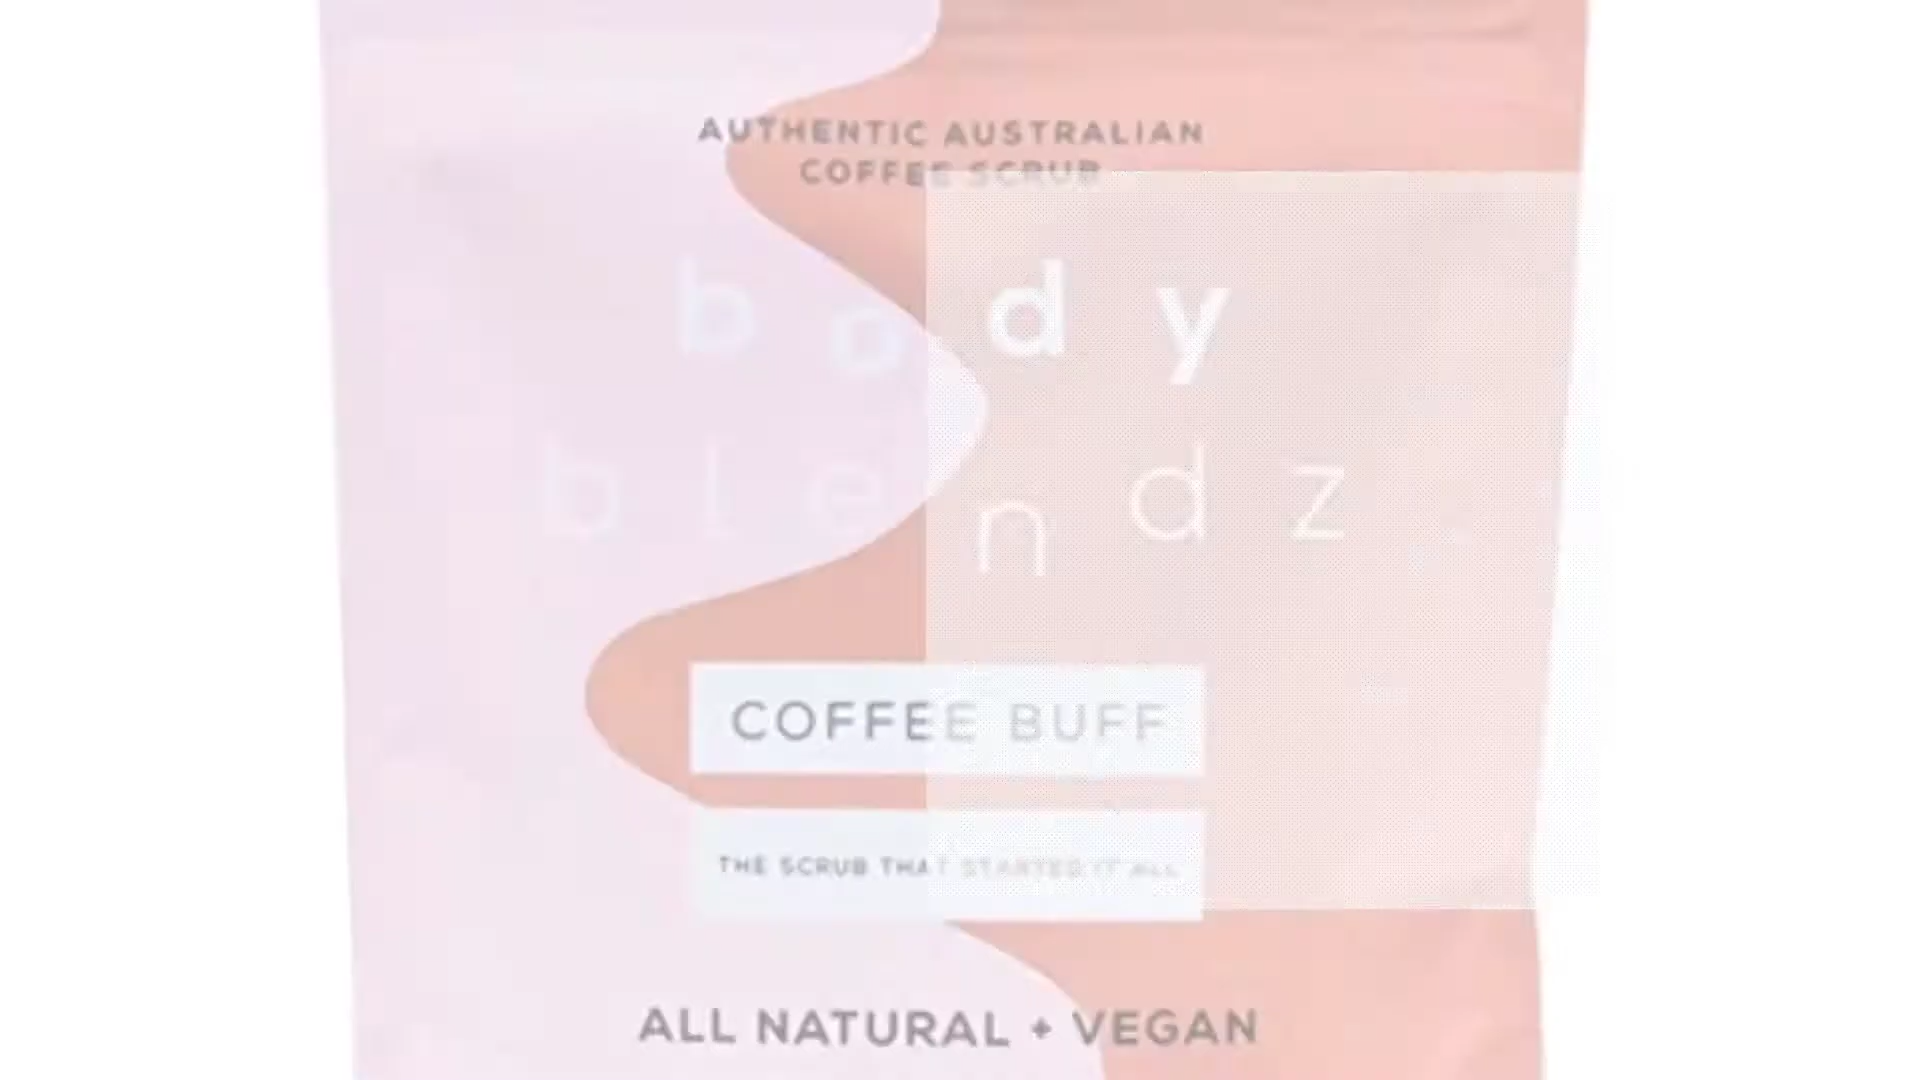 AUTHENTIC AUSTRALIAN
COFFEE SCRUB
body
blendz
COFFEE BUFF
THE SCRUB THAT STARTED IT ALL
ALL NATURAL + VEGAN